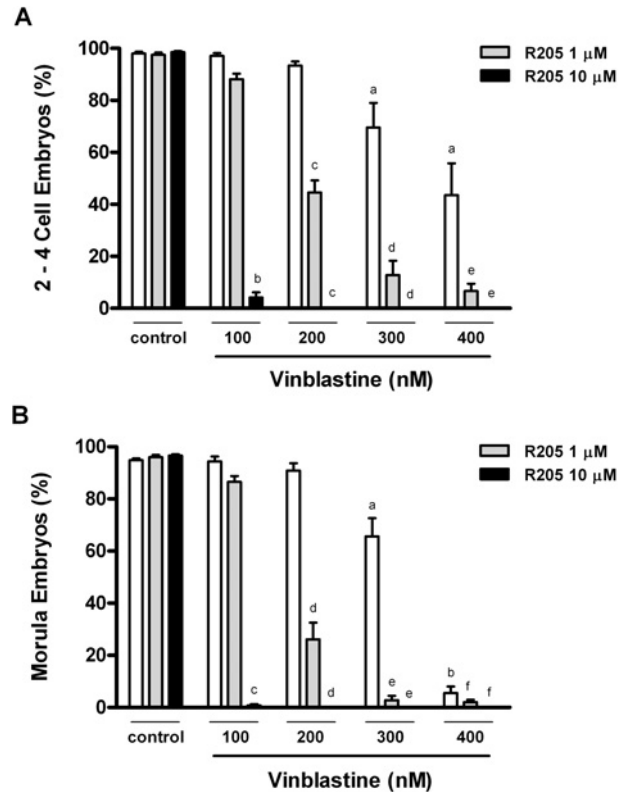 A
100
80
60
40
20
0
2 - 4 Cell Embryos (%)
R205 1 μM
R205 10 μM
a
a
c
b
c
d
d
e
e
control
100
200
300
400
Vinblastine (nM)
B
100
80
60
40
20
0
Morula Embryos (%)
R205 1 μM
R205 10 μM
a
d
c
d
e
e
b
f
f
control
100
200
300
400
Vinblastine (nM)